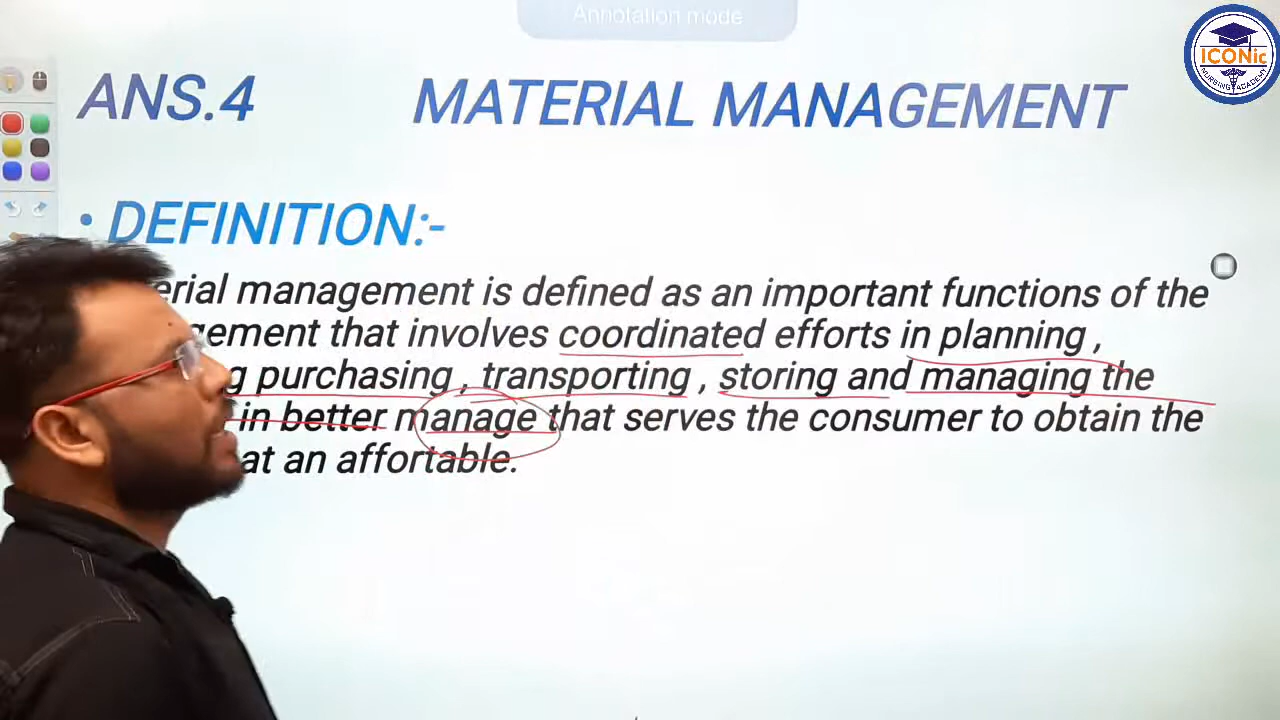 Annotation mode
ICONic
NURSING ACADEMY
ANS.4 MATERIAL MANAGEMENT
• DEFINITION:-
management is defined as an important functions of the
that involves coordinated efforts in planning ,
purchasing , transporting , storing and managing the
in better manage that serves the consumer to obtain the
at an affortable.